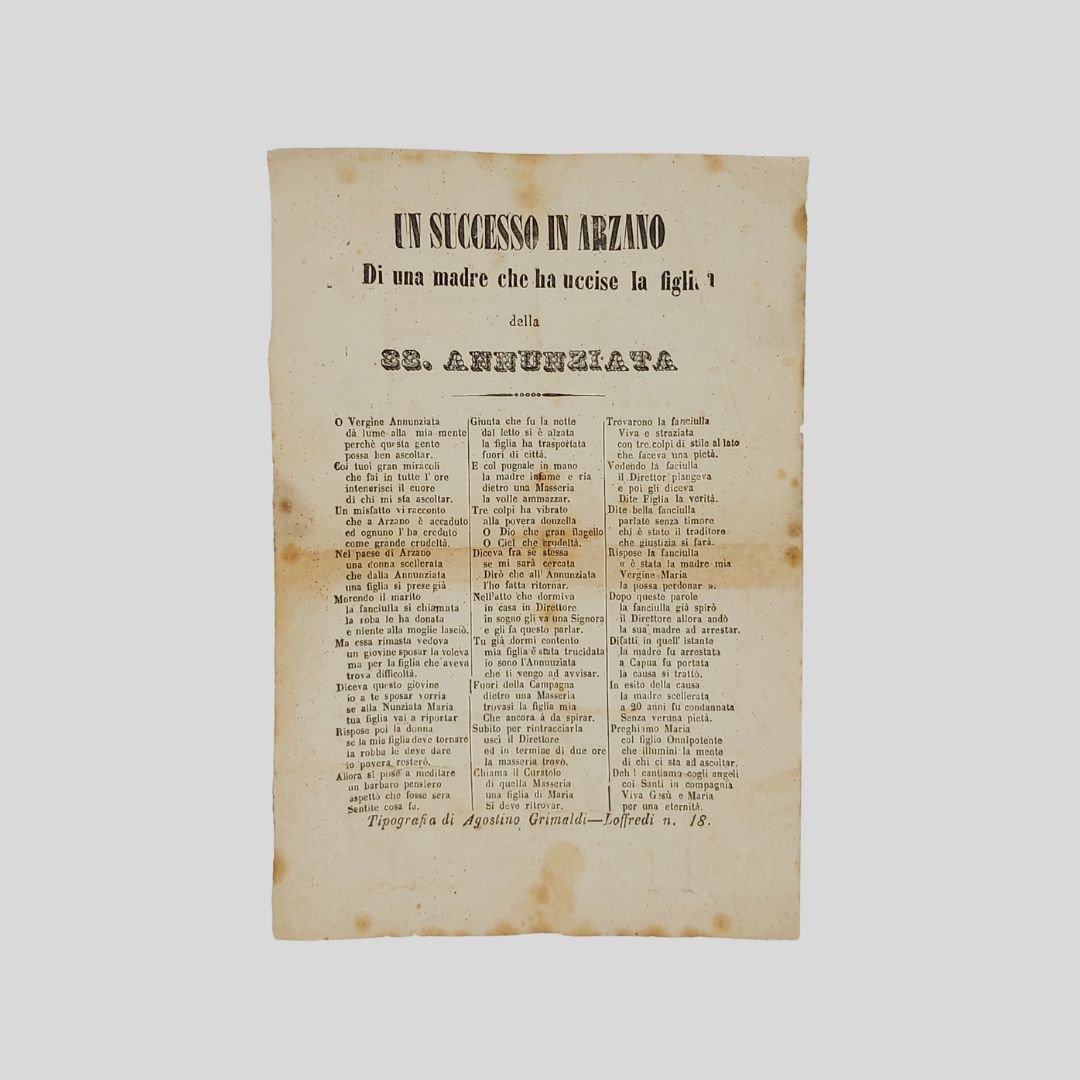 UN SUCCESSO IN ARZANO
Di una madre che ha uccise la figlia
della
SS. ANNUNZIATA
O Vergine Annunziata
dà lume alla mia mente
perchè questa gente
possa ben ascoltar.
Coi tuoi gran miracoli
che fai in tutte l' ore
intenerisci il cuore
di chi mi sta ascoltar.
Un misfatto vi racconto
che a Arzano è accaduto
ed ognuno l' ha creduto
come grande crudeltà.
Nel paese di Arzano
una donna scellerata
che dalla Annunziata
una figlia si prese già
Morendo il marito
la fanciulla si chiamata
la roba le ha donata
e niente alla moglie lasciò.
Ma essa rimasta vedova
un giovine sposar la voleva
ma per la figlia che aveva
trova difficoltà.
Diceva questo giovine
io a te sposar vorria
se alla Nunziata Maria
tua figlia vai a riportar
Rispose poi la donna
se la mia figlia deve tornare
la robba le deve dare
io povera resterò.
Allora si pose a meditare
un barbaro pensiero
aspettò che fosse sera
Sentite cosa fa.
Giunta che fu la notte
dal letto si è alzata
la figlia ha trasportata
fuori di città.
E col pugnale in mano
la madre infame e ria
dietro una Masseria
la volle ammazzar.
Tre colpi ha vibrato
alla povera donzella
O Dio che gran flagello
O Ciel che crudeltà.
Diceva fra sè stessa
se mi sarà cercata
Dirò che all' Annunziata
l'ho fatta ritornar.
Nell'atto che dormiva
in casa in Direttore
in sogno gli va una Signora
e gli fa questo parlar.
Tu già dormi contento
mia figlia è stata trucidata
io sono l'Annuuziata
che ti vengo ad avvisar.
Fuori della Campagna
dietro una Masseria
trovasi la figlia mia
Che ancora à da spirar.
Subito per rintracciarla
uscì il Direttore
ed in termine di due ore
la masseria trovò.
Chiama il Curatolo
di quella Masseria
una figlia di Maria
Si deve ritrovar.
Trovarono la fanciulla
Viva e straziata
con tre colpi di stile al lato
che faceva una pietà.
Vedendo la faciulla
il Direttor piangeva
e poi gli diceva
Dite Figlia la verità.
Dite bella fanciulla
parlate senza timore
chi è stato il traditore
che giustizia si farà.
Rispose la fanciulla
« è stata la madre mia
Vergine Maria
la possa perdonar ».
Dopo queste parole
la fanciulla già spirò
il Direttore allora andò
la sua madre ad arrestar.
Difatti in quell' istante
la madre fu arrestata
a Capua fu portata
la causa si trattò.
In esito della causa
la madre scellerata
a 20 anni fu condannata
Senza veruna pietà.
Preghiamo Maria
col figlio Onnipotente
che illumini la mente
di chi ci sta ad ascoltar.
Deh! cantiamo cogli angeli
coi Santi in compagnia
Viva Gesù e Maria
per una eternità.
Tipografia di Agostino Grimaldi—Loffredi n. 18.